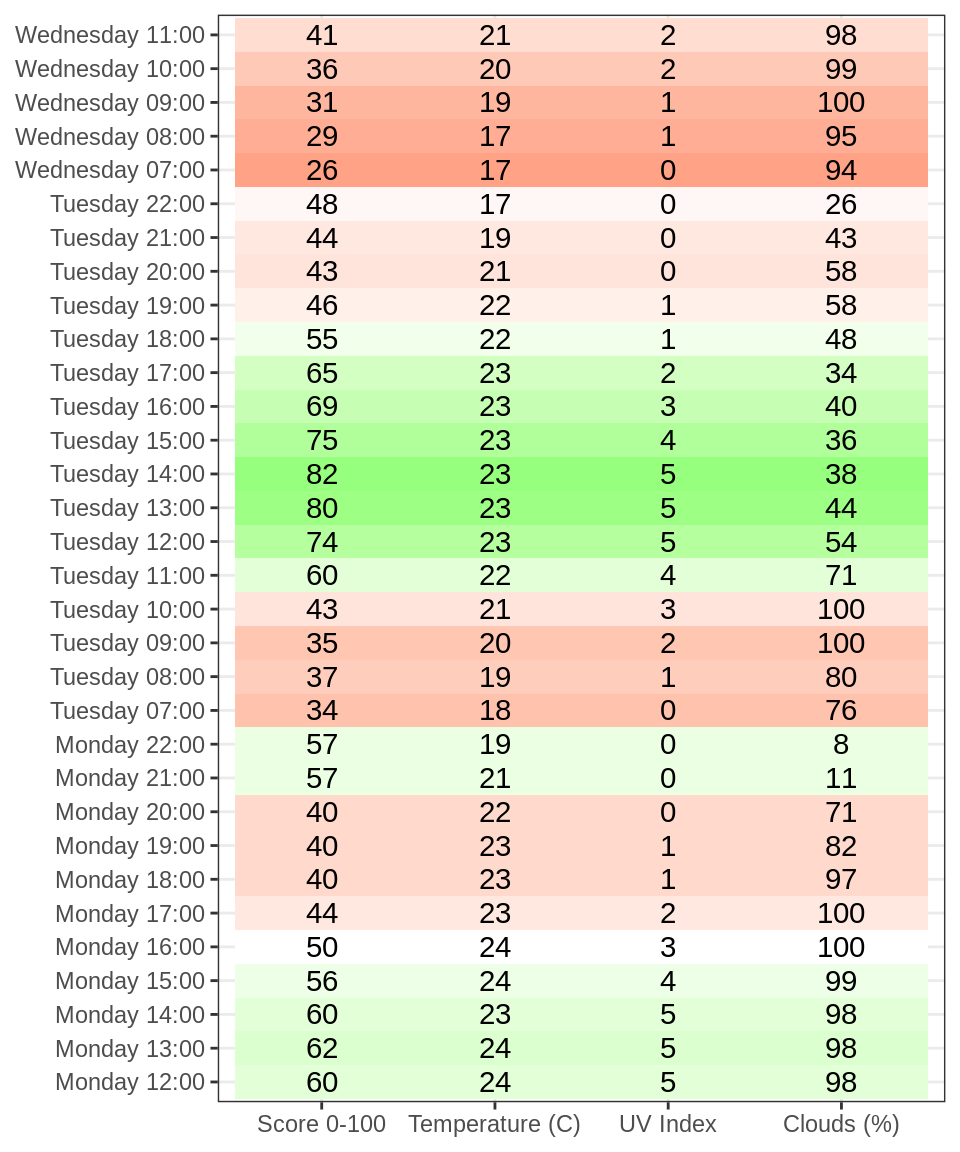 Wednesday 11:00 41 21 2 98
Wednesday 10:00 36 20 2 99
Wednesday 09:00 31 19 1 100
Wednesday 08:00 29 17 1 95
Wednesday 07:00 26 17 0 94
Tuesday 22:00 48 17 0 26
Tuesday 21:00 44 19 0 43
Tuesday 20:00 43 21 0 58
Tuesday 19:00 46 22 1 58
Tuesday 18:00 55 22 1 48
Tuesday 17:00 65 23 2 34
Tuesday 16:00 69 23 3 40
Tuesday 15:00 75 23 4 36
Tuesday 14:00 82 23 5 38
Tuesday 13:00 80 23 5 44
Tuesday 12:00 74 23 5 54
Tuesday 11:00 60 22 4 71
Tuesday 10:00 43 21 3 100
Tuesday 09:00 35 20 2 100
Tuesday 08:00 37 19 1 80
Tuesday 07:00 34 18 0 76
Monday 22:00 57 19 0 8
Monday 21:00 57 21 0 11
Monday 20:00 40 22 0 71
Monday 19:00 40 23 1 82
Monday 18:00 40 23 1 97
Monday 17:00 44 23 2 100
Monday 16:00 50 24 3 100
Monday 15:00 56 24 4 99
Monday 14:00 60 23 5 98
Monday 13:00 62 24 5 98
Monday 12:00 60 24 5 98
Score 0-100 Temperature (C) UV Index Clouds (%)